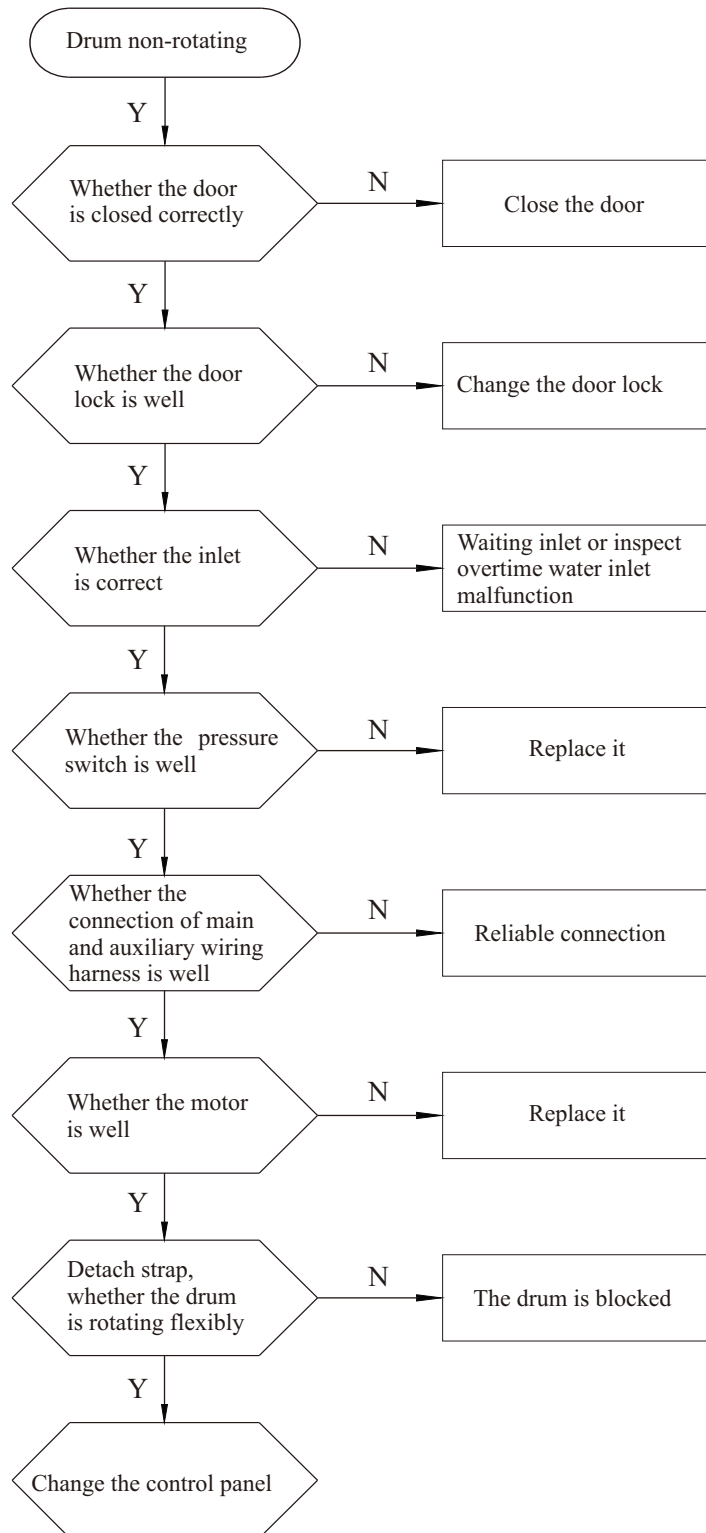 Drum non-rotating
Y
Whether the door
is closed correctly
N
Close the door
Y
Whether the door
lock is well
N
Change the door lock
Y
Whether the inlet
is correct
N
Waiting inlet or inspect
overtime water inlet
malfunction
Y
Whether the pressure
switch is well
N
Replace it
Y
Whether the
connection of main
and auxiliary wiring
harness is well
N
Reliable connection
Y
Whether the motor
is well
N
Replace it
Y
Detach strap,
whether the drum
is rotating flexibly
N
The drum is blocked
Y
Change the control panel